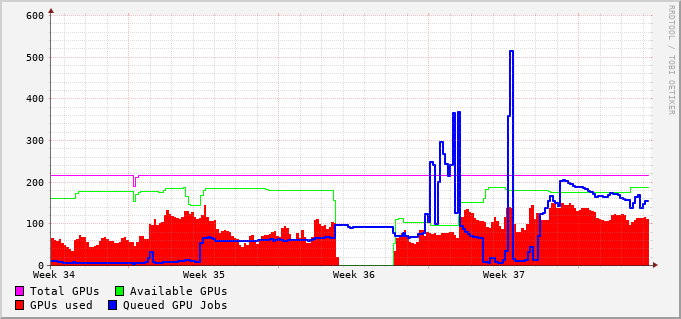 600
500
400
300
200
100
0
Week 34 Week 35 Week 36 Week 37
Total GPUs Available GPUs
GPUs used Queued GPU Jobs
RRDTOOL / TOBI OETIKER